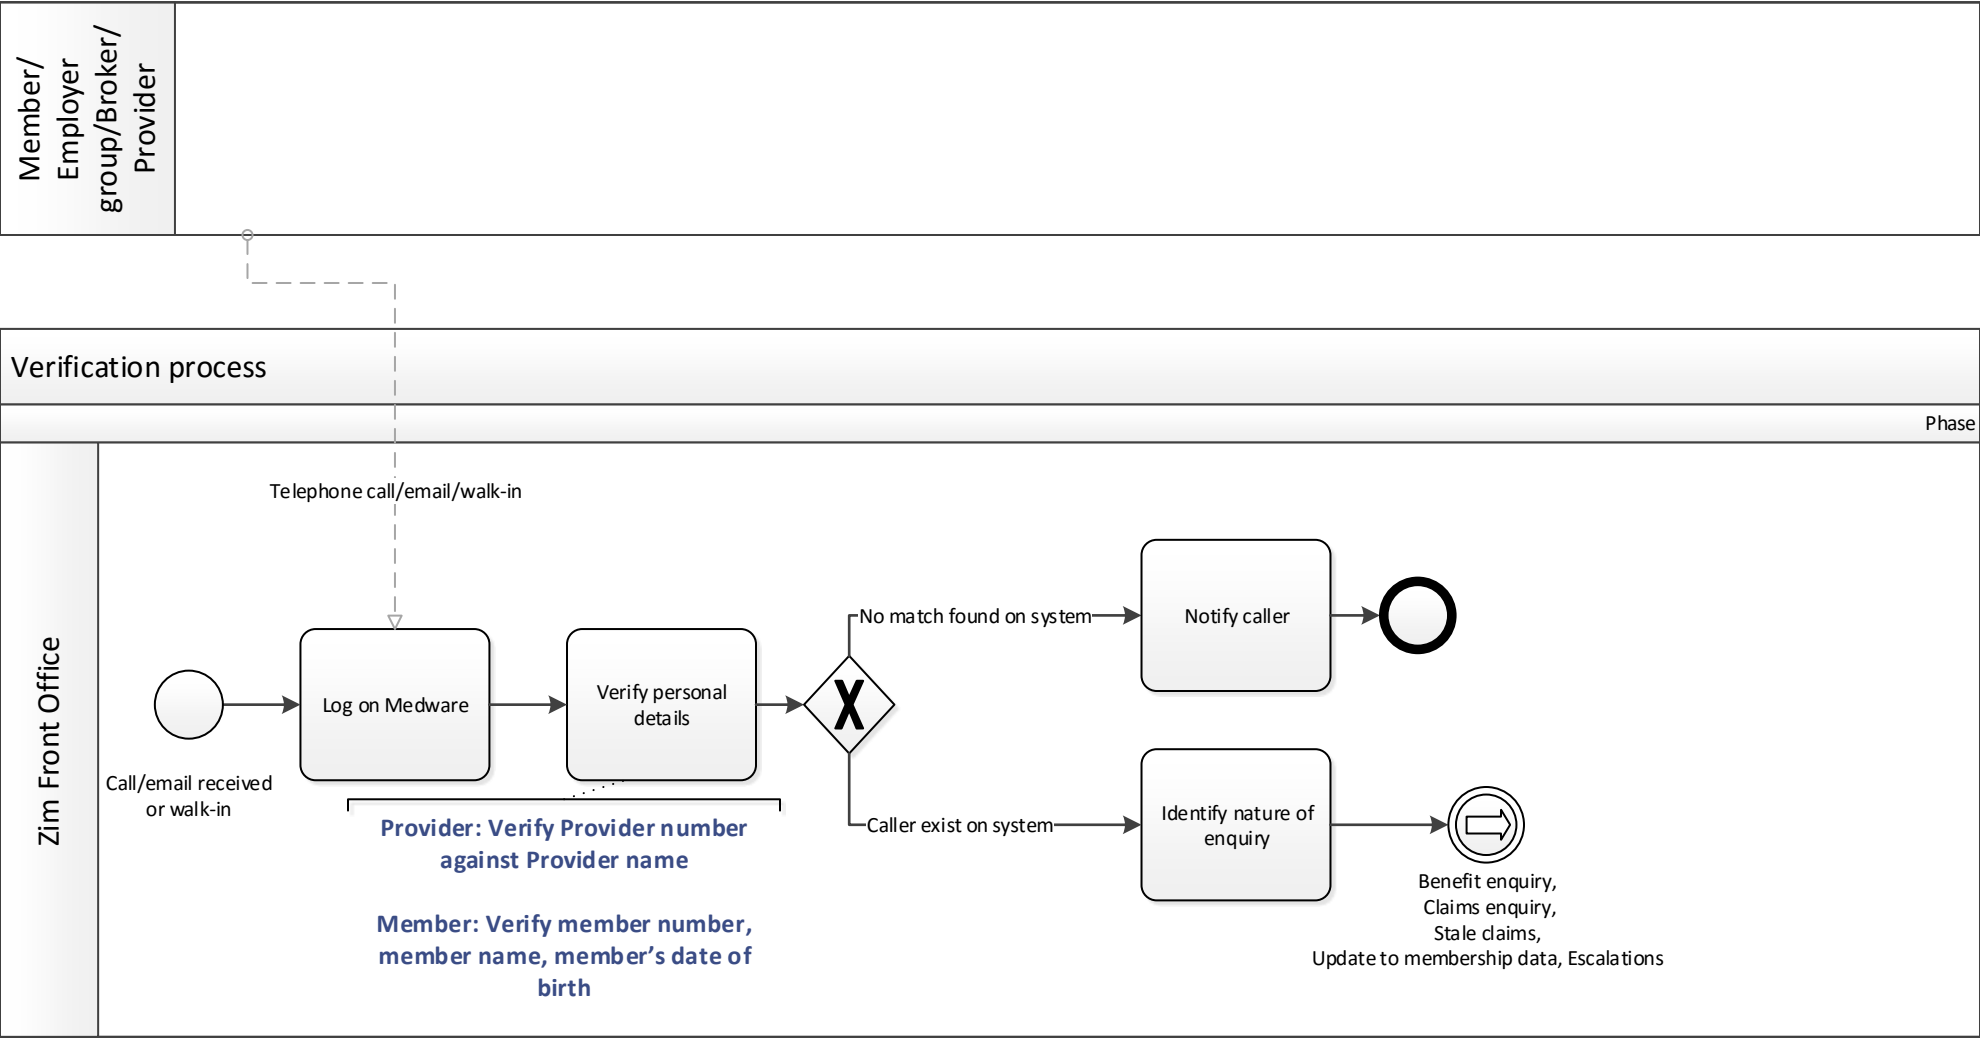 Member/
Employer
group/Broker/
Provider
Verification process
Phase
Zim Front Office
Telephone call/email/walk-in
Call/email received
or walk-in
Log on Medware
Verify personal
details
Provider: Verify Provider number
against Provider name
Member: Verify member number,
member name, member’s date of
birth
X
No match found on system
Notify caller
Caller exist on system
Identify nature of
enquiry
Benefit enquiry,
Claims enquiry,
Stale claims,
Update to membership data, Escalations